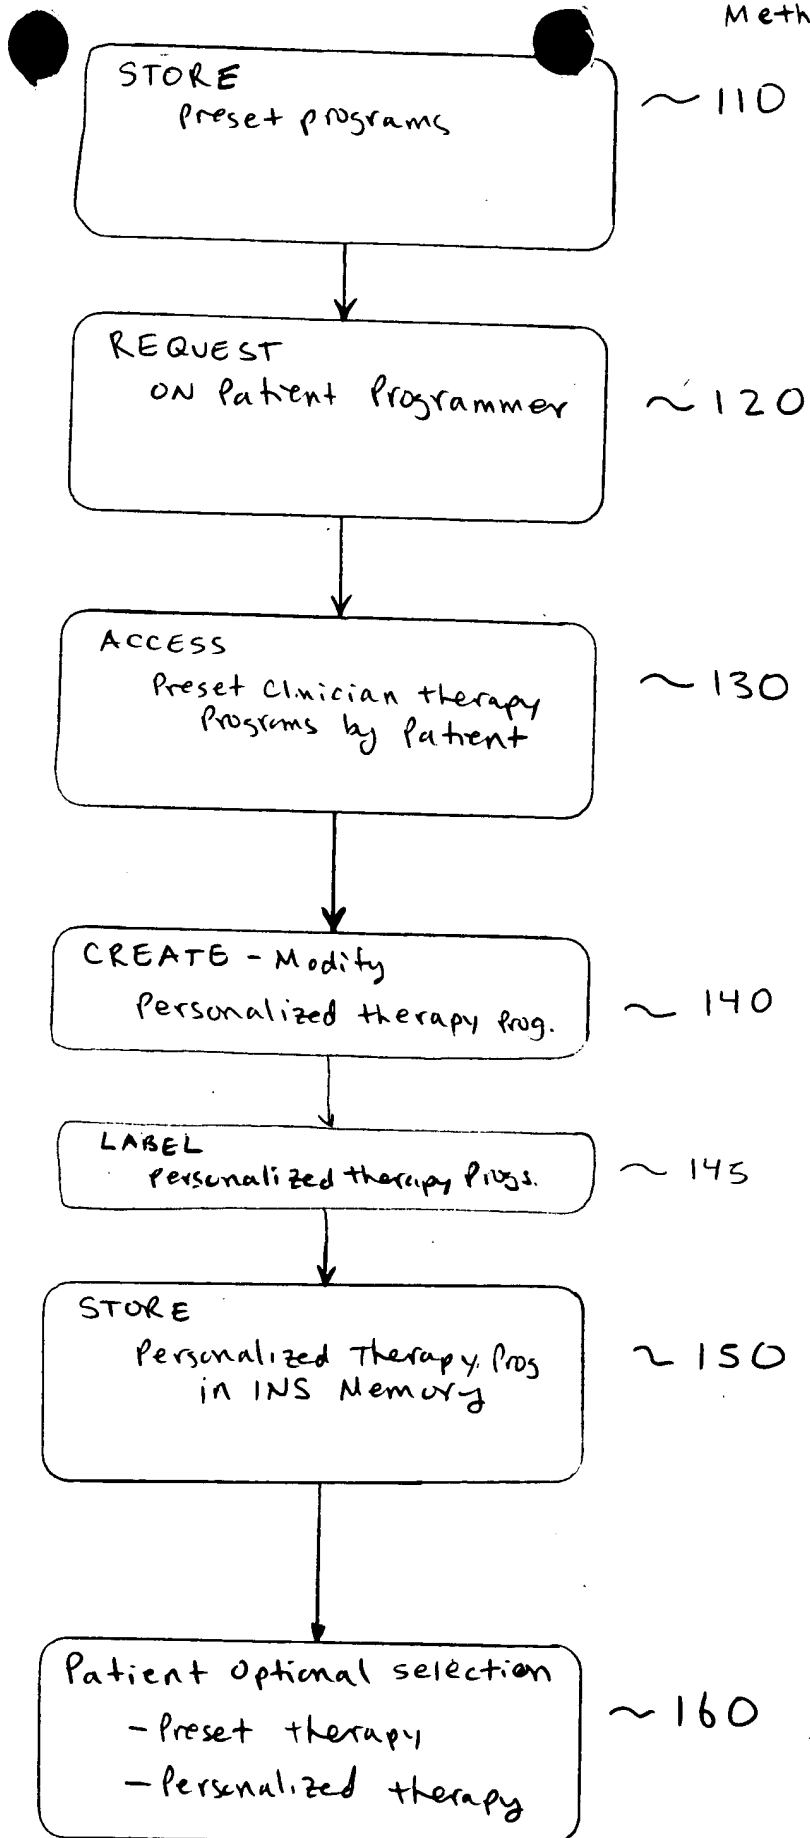 Meth
STORE
Preset programs
~ 110
REQUEST
ON Patient Programmer
~ 120
ACCESS
Preset Clinician therapy
Programs by Patient
~ 130
CREATE - Modify
Personalized therapy Prog.
~ 140
LABEL
Personalized therapy Progs.
~ 145
STORE
Personalized Therapy Prog
in INS Memory
~ 150
Patient Optional selection
- Preset therapy
- Personalized therapy
~ 160